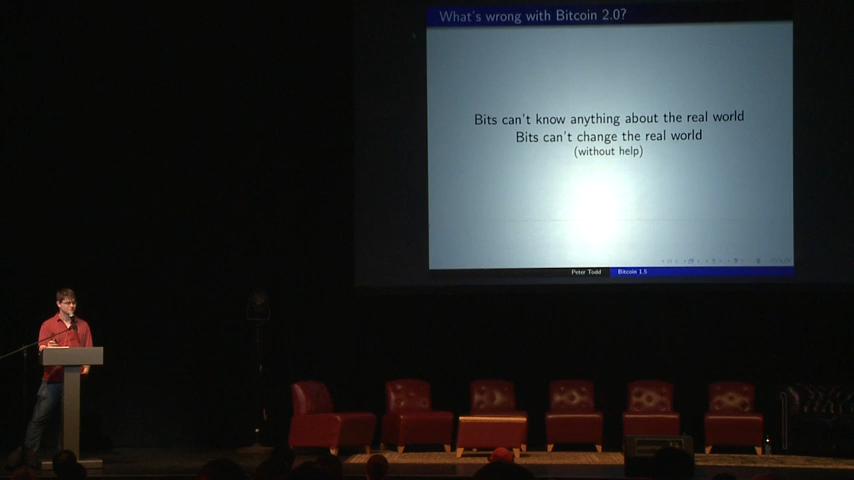 What's wrong with Bitcoin 2.0?
Bits can't know anything about the real world
Bits can't change the real world
(without help)
Peter Todd
Bitcoin 1.5